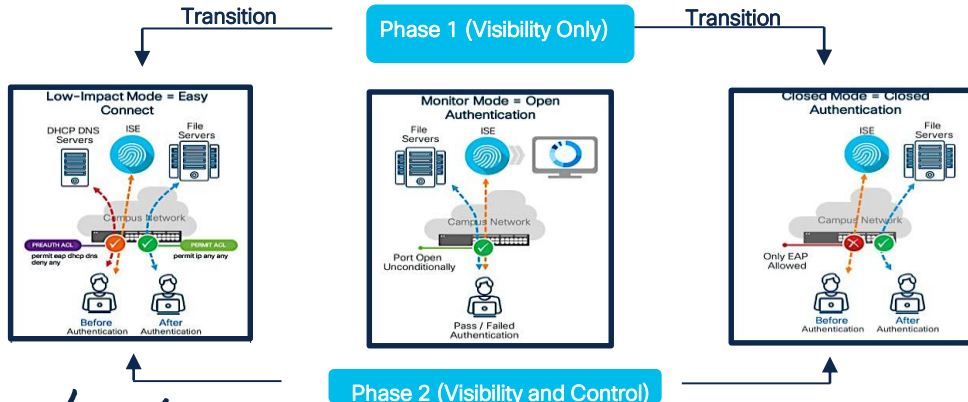 Transition
Phase 1 (Visibility Only)
Transition
Low-Impact Mode = Easy
Connect
DHCP DNS
Servers
ISE
File
Servers
Campus Network
PREAUTH ACL
permit eap dhcp dns
deny any
PERMIT ACL
permit ip any any
Before
Authentication
After
Authentication
Monitor Mode = Open
Authentication
File
Servers
ISE
Campus Network
Port Open
Unconditionally
Pass / Failed
Authentication
Closed Mode = Closed
Authentication
ISE
File
Servers
Campus Network
Only EAP
Allowed
Before
Authentication
After
Authentication
Phase 2 (Visibility and Control)